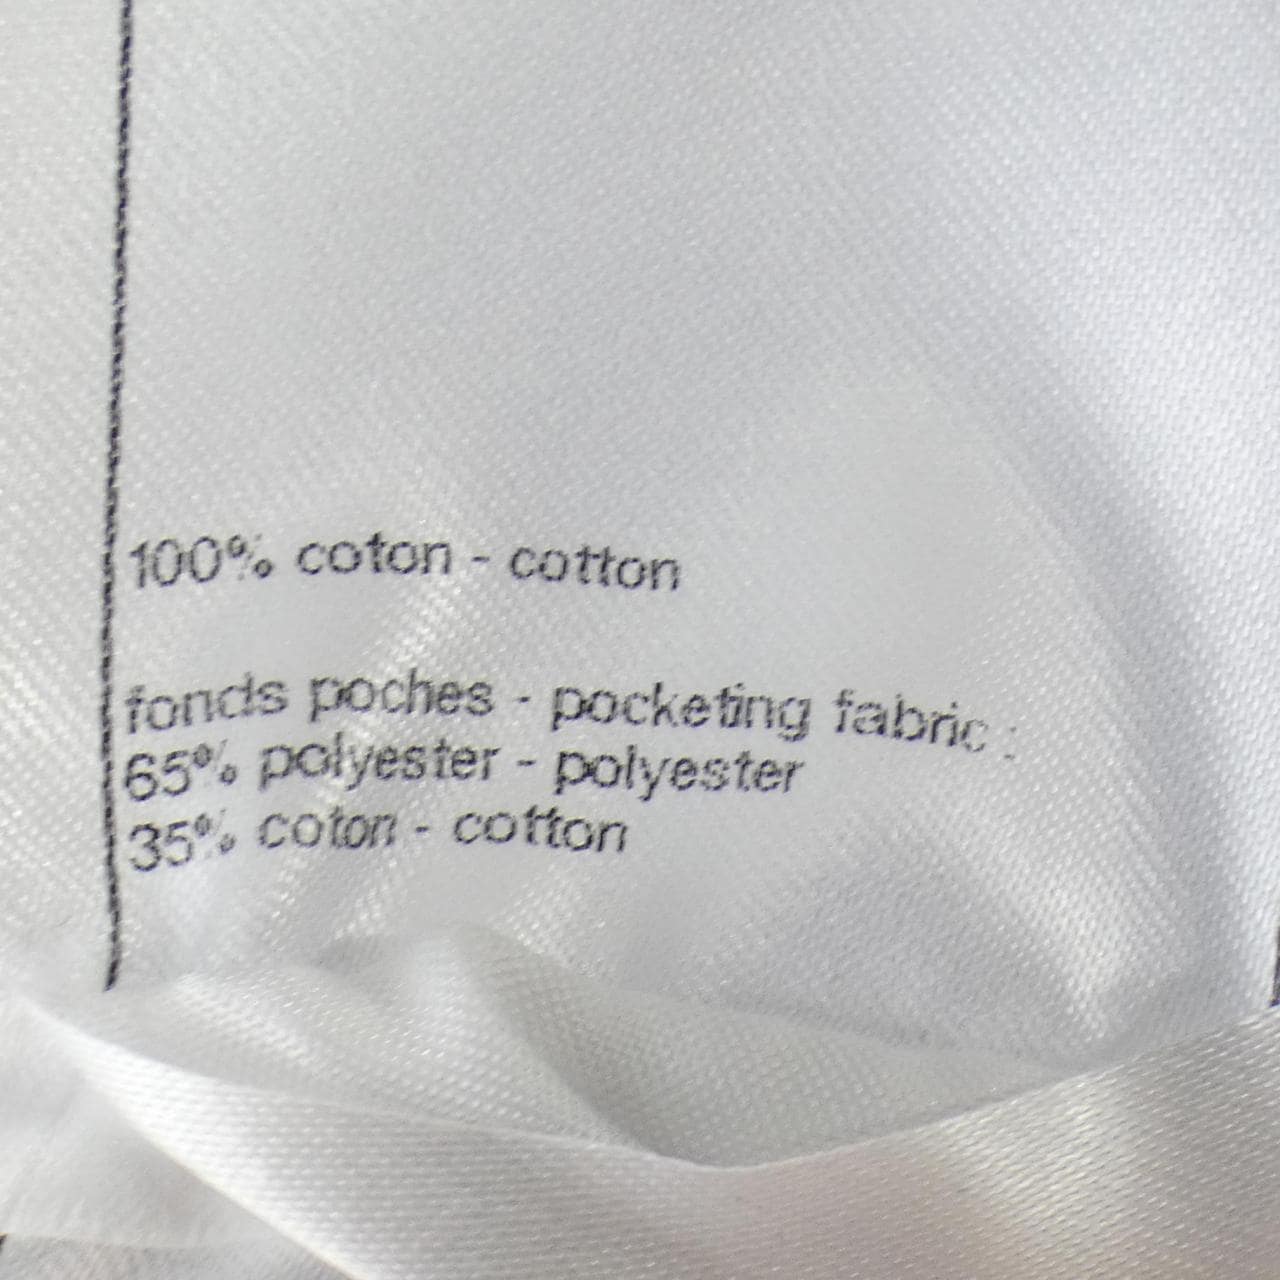 100% coton - cotton
fonds poches - pocketing fabric :
65% polyester - polyester
35% coton - cotton